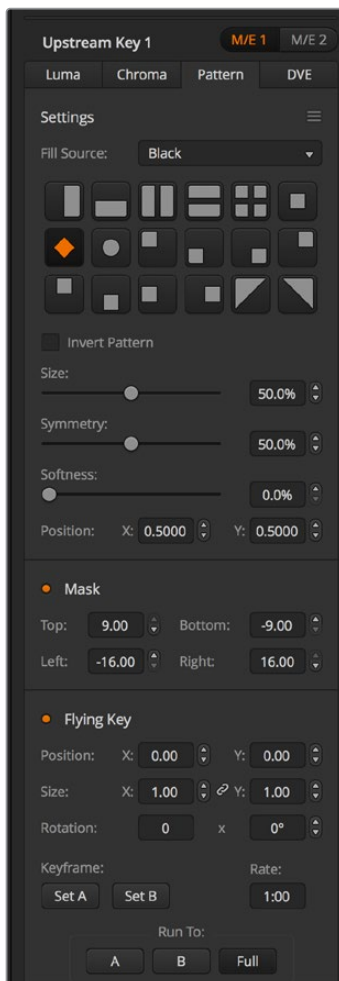 Upstream Key 1 M/E 1 M/E 2
Luma Chroma Pattern DVE
Settings
Fill Source: Black
Invert Pattern
Size:
50.0%
Symmetry:
50.0%
Softness:
0.0%
Position: X: 0.5000 Y: 0.5000
Mask
Top: 9.00 Bottom: -9.00
Left: -16.00 Right: 16.00
Flying Key
Position: X: 0.00 Y: 0.00
Size: X: 1.00 Y: 1.00
Rotation: 0 x 0°
Keyframe: Rate:
Set A Set B 1:00
Run To:
A B Full